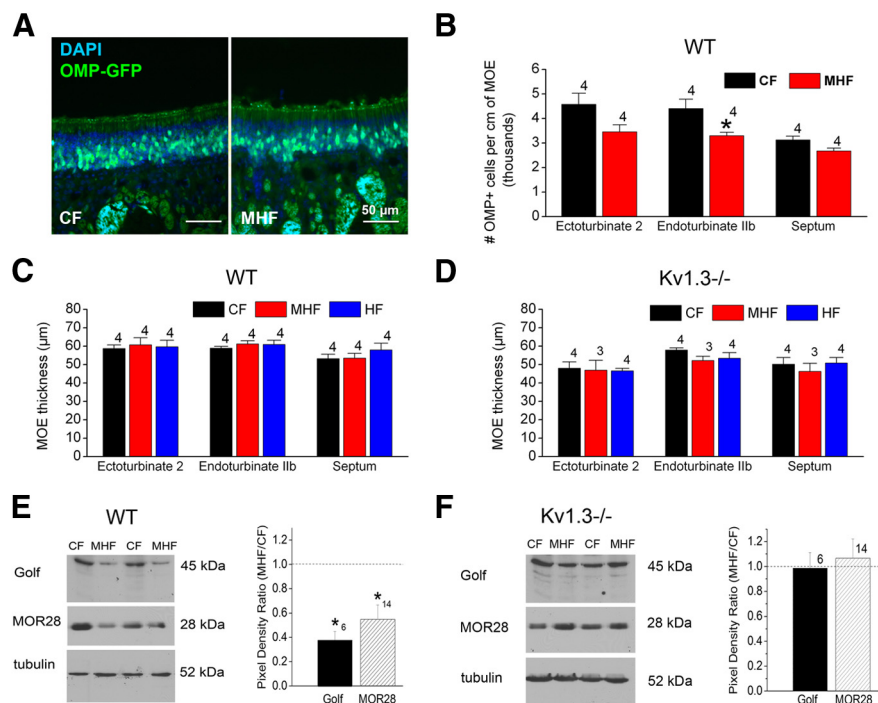 A
DAPI
OMP-GFP
CF
MHF
50 µm
B
WT
# OMP+ cells per cm of MOE
(thousands)
6
5
4
3
2
1
0
CF
MHF
4
4
4
4
*
4
4
Ectoturbinate 2
Endoturbinate IIb
Septum
C
WT
MOE thickness (µm)
80
70
60
50
40
30
20
10
0
CF
MHF
HF
4
4
4
4
4
4
4
4
4
Ectoturbinate 2
Endoturbinate IIb
Septum
D
Kv1.3-/-
MOE thickness (µm)
80
70
60
50
40
30
20
10
0
CF
MHF
HF
4
3
4
4
3
4
4
3
4
Ectoturbinate 2
Endoturbinate IIb
Septum
E
WT
CF MHF CF MHF
Golf
45 kDa
MOR28
28 kDa
tubulin
52 kDa
Pixel Density Ratio (MHF/CF)
1.2
1.0
0.8
0.6
0.4
0.2
0.0
* 6
* 14
Golf
MOR28
F
Kv1.3-/-
CF MHF CF MHF
Golf
45 kDa
MOR28
28 kDa
tubulin
52 kDa
Pixel Density Ratio (MHF/CF)
1.2
1.0
0.8
0.6
0.4
0.2
0.0
6
14
Golf
MOR28